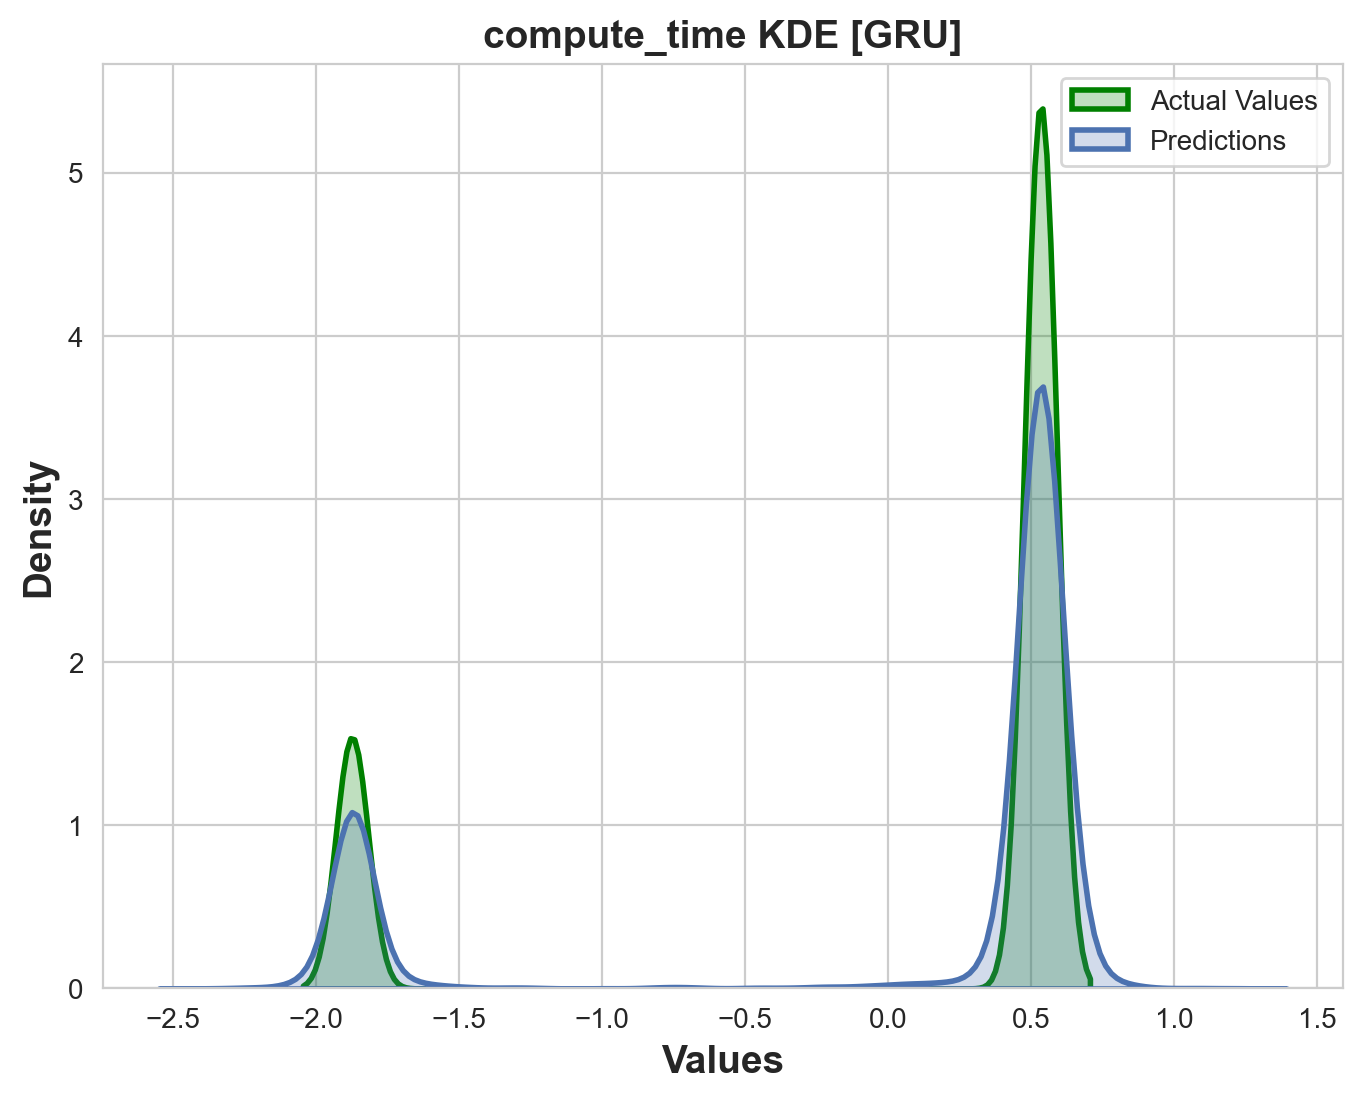 compute_time KDE [GRU]
Actual Values
Predictions
Density
5
4
3
2
1
0
−2.5 −2.0 −1.5 −1.0 −0.5 0.0 0.5 1.0 1.5
Values